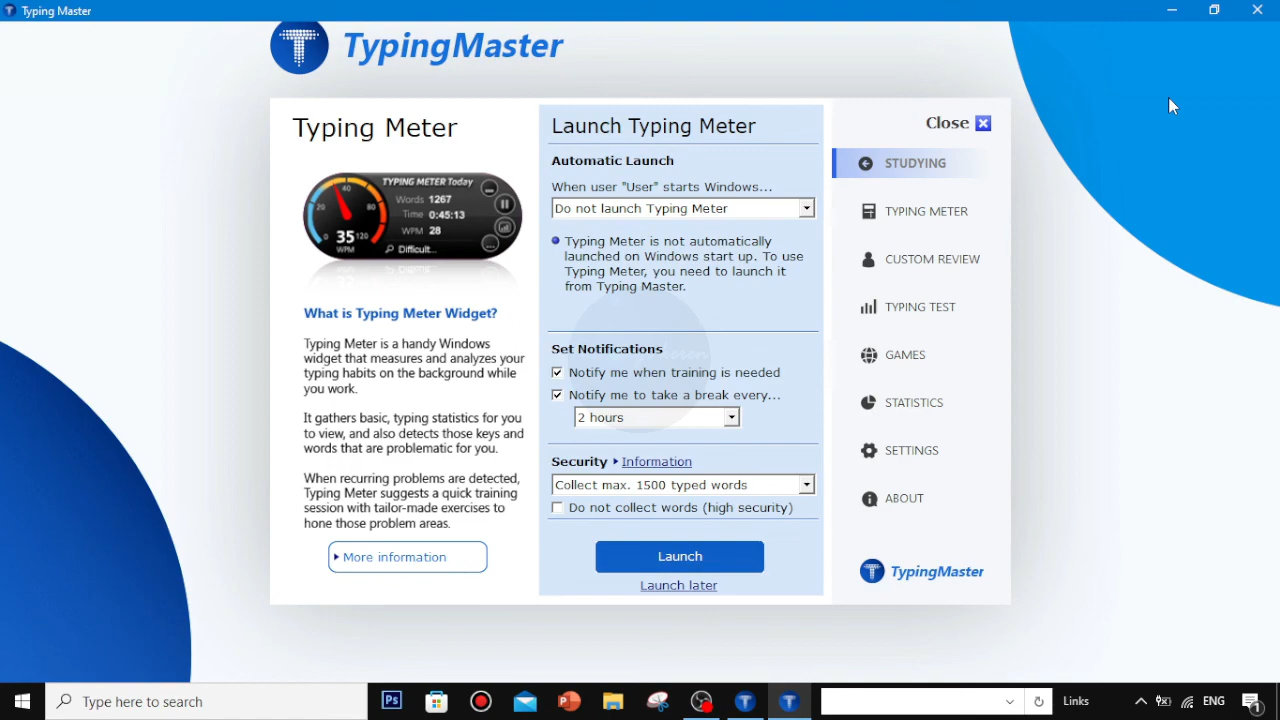 Typing Master
TypingMaster
Typing Meter
TYPING METER Today
Words 1267
Time 0:45:13
WPM 28
Difficult...
0
20
40
80
120
35
WPM
What is Typing Meter Widget?
Typing Meter is a handy Windows
widget that measures and analyzes your
typing habits on the background while
you work.
It gathers basic, typing statistics for you
to view, and also detects those keys and
words that are problematic for you.
When recurring problems are detected,
Typing Meter suggests a quick training
session with tailor-made exercises to
hone those problem areas.
More information
Launch Typing Meter
Automatic Launch
When user "User" starts Windows...
Do not launch Typing Meter
Typing Meter is not automatically
launched on Windows start up. To use
Typing Meter, you need to launch it
from Typing Master.
Set Notifications
Notify me when training is needed
Notify me to take a break every...
2 hours
Security Information
Collect max. 1500 typed words
Do not collect words (high security)
Launch
Launch later
Close
STUDYING
TYPING METER
CUSTOM REVIEW
TYPING TEST
GAMES
STATISTICS
SETTINGS
ABOUT
TypingMaster
Type here to search
Ps
Links
ENG
1